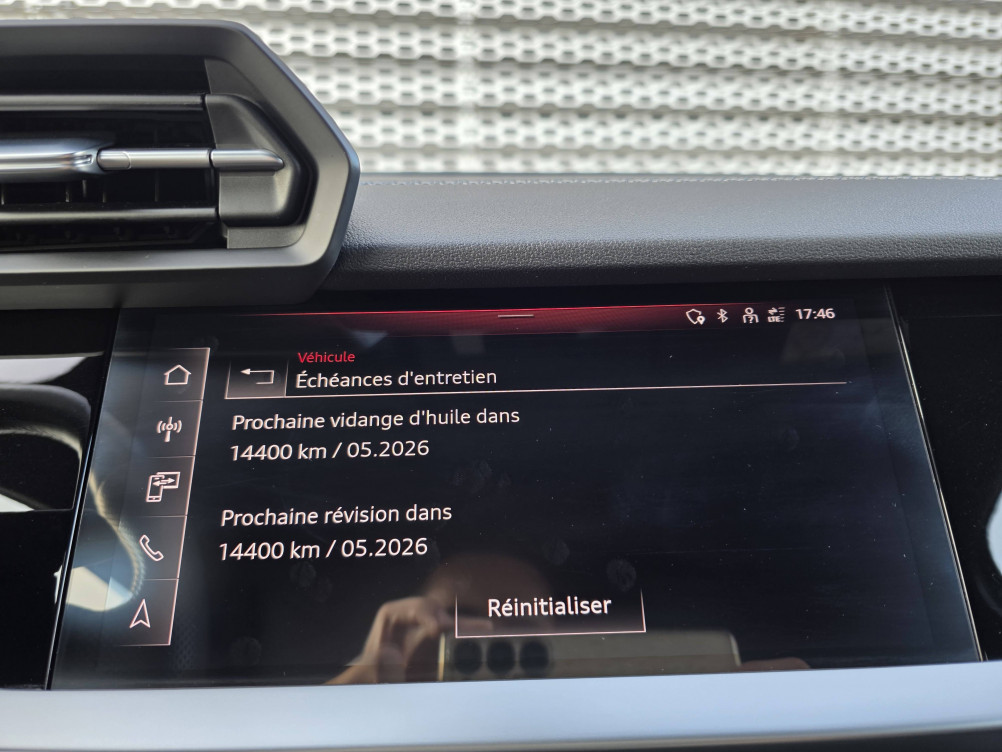 17:46
Véhicule
Échéances d'entretien
Prochaine vidange d'huile dans
14400 km / 05.2026
Prochaine révision dans
14400 km / 05.2026
Réinitialiser